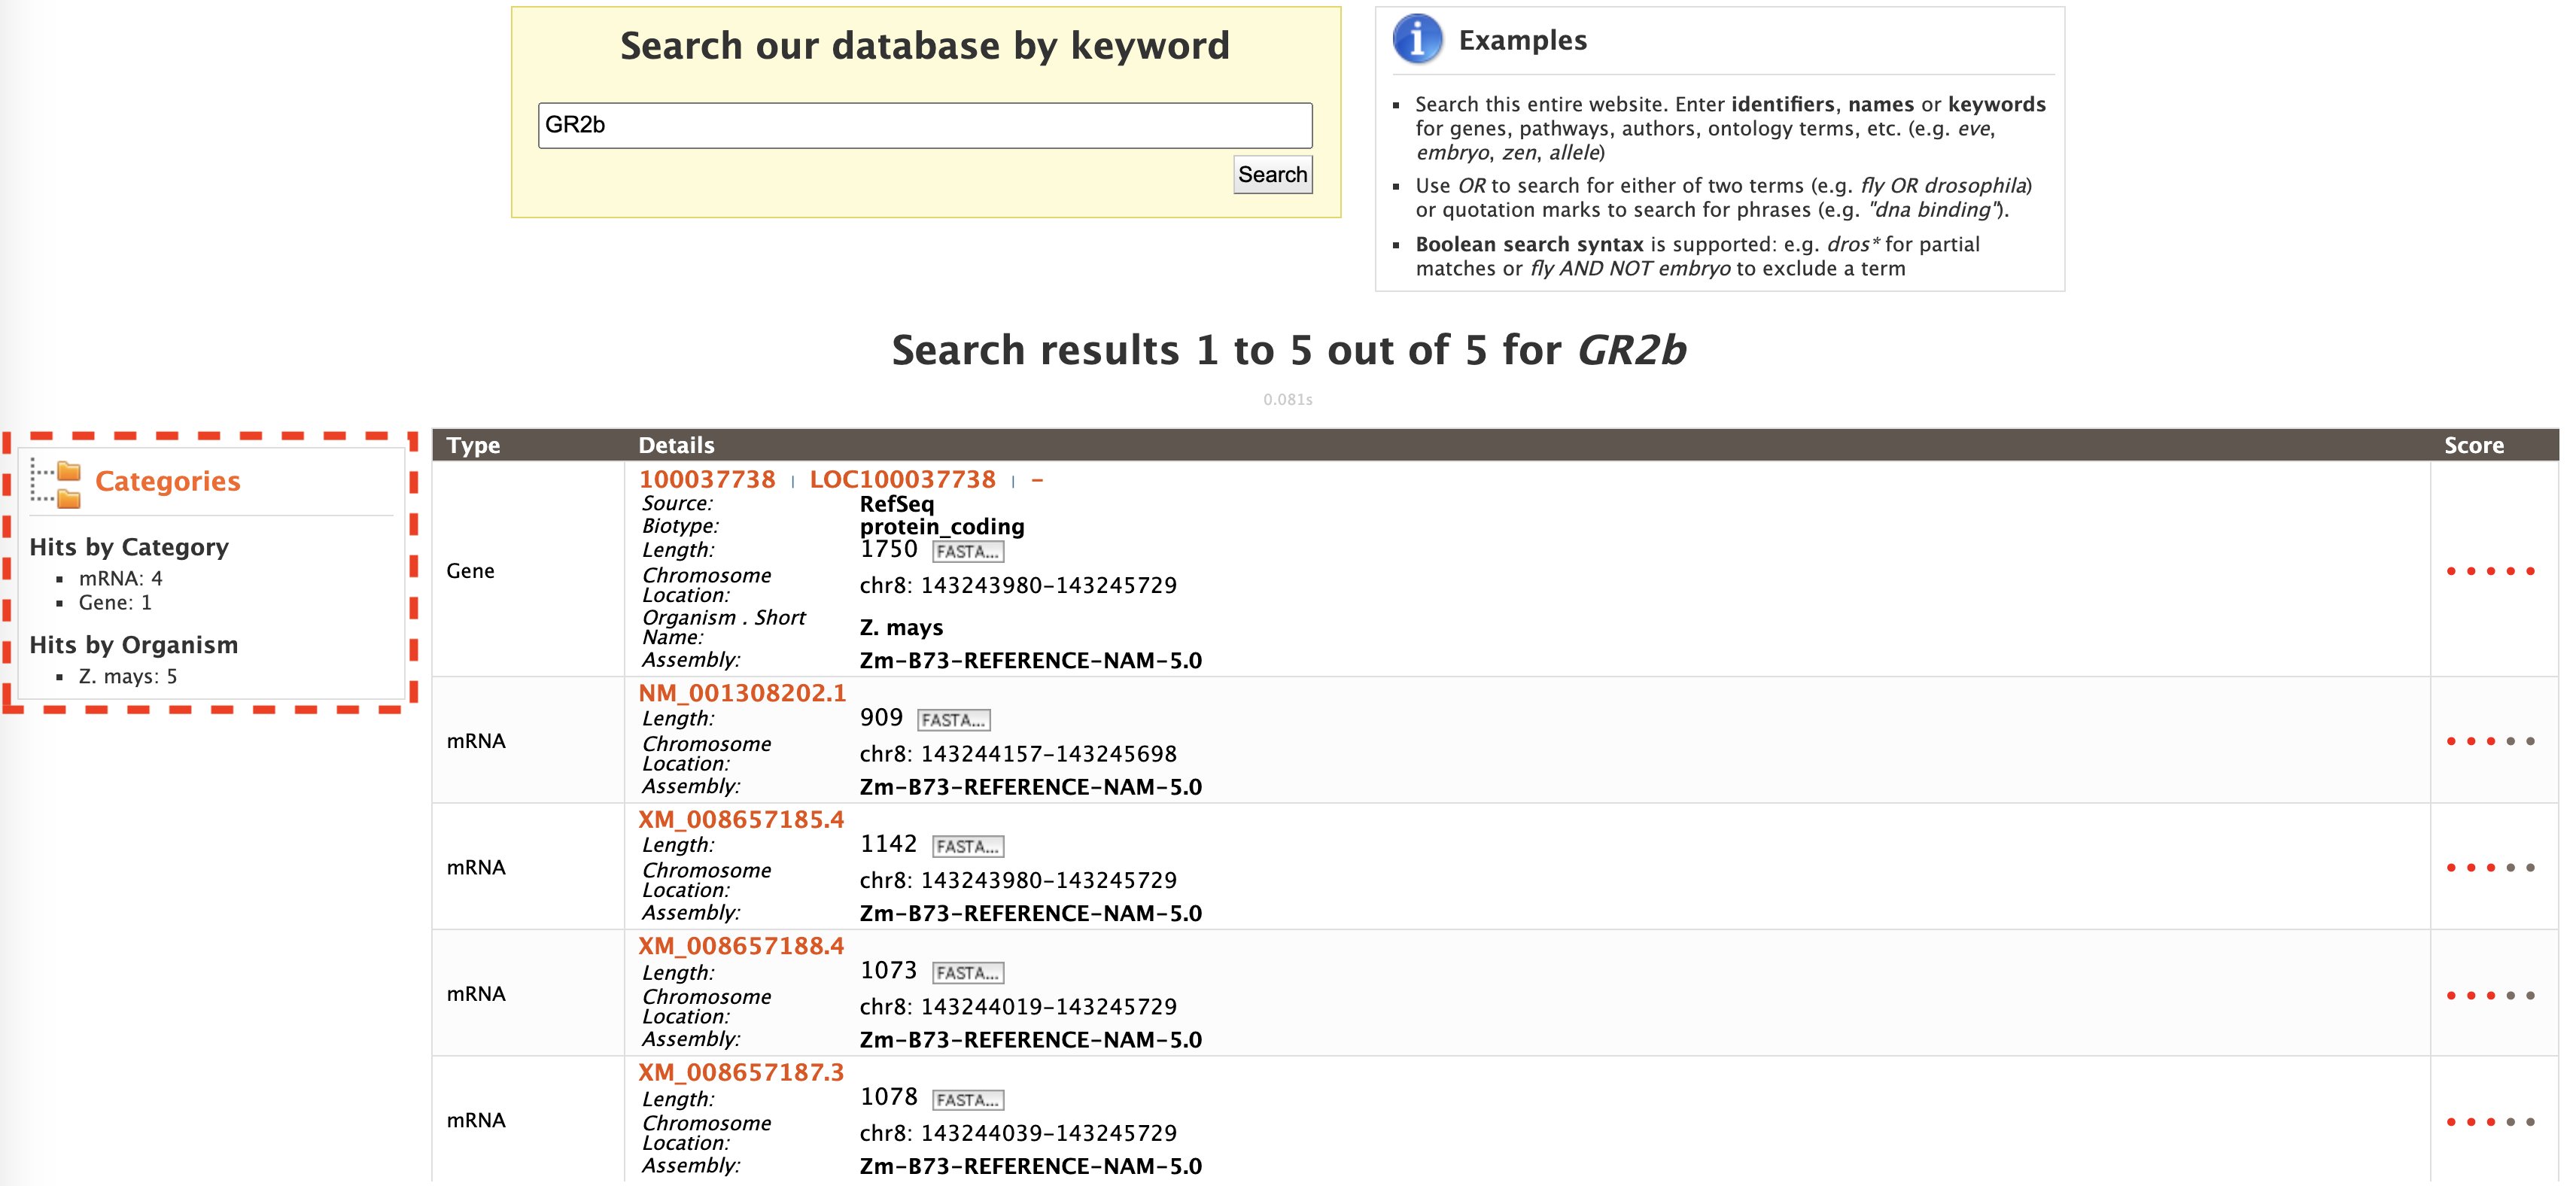 Search our database by keyword
GR2b
Search
Examples
▪ Search this entire website. Enter identifiers, names or keywords
for genes, pathways, authors, ontology terms, etc. (e.g. eve,
embryo, zen, allele)
▪ Use OR to search for either of two terms (e.g. fly OR drosophila)
or quotation marks to search for phrases (e.g. "dna binding").
▪ Boolean search syntax is supported: e.g. dros* for partial
matches or fly AND NOT embryo to exclude a term
Search results 1 to 5 out of 5 for GR2b
0.081s
Categories
Hits by Category
▪ mRNA: 4
▪ Gene: 1
Hits by Organism
▪ Z. mays: 5
Type Details Score
Gene
100037738 | LOC100037738 | -
Source: RefSeq
Biotype: protein_coding
Length: 1750 FASTA...
Chromosome
Location: chr8: 143243980-143245729
Organism . Short
Name: Z. mays
Assembly: Zm-B73-REFERENCE-NAM-5.0
mRNA
NM_001308202.1
Length: 909 FASTA...
Chromosome
Location: chr8: 143244157-143245698
Assembly: Zm-B73-REFERENCE-NAM-5.0
mRNA
XM_008657185.4
Length: 1142 FASTA...
Chromosome
Location: chr8: 143243980-143245729
Assembly: Zm-B73-REFERENCE-NAM-5.0
mRNA
XM_008657188.4
Length: 1073 FASTA...
Chromosome
Location: chr8: 143244019-143245729
Assembly: Zm-B73-REFERENCE-NAM-5.0
mRNA
XM_008657187.3
Length: 1078 FASTA...
Chromosome
Location: chr8: 143244039-143245729
Assembly: Zm-B73-REFERENCE-NAM-5.0